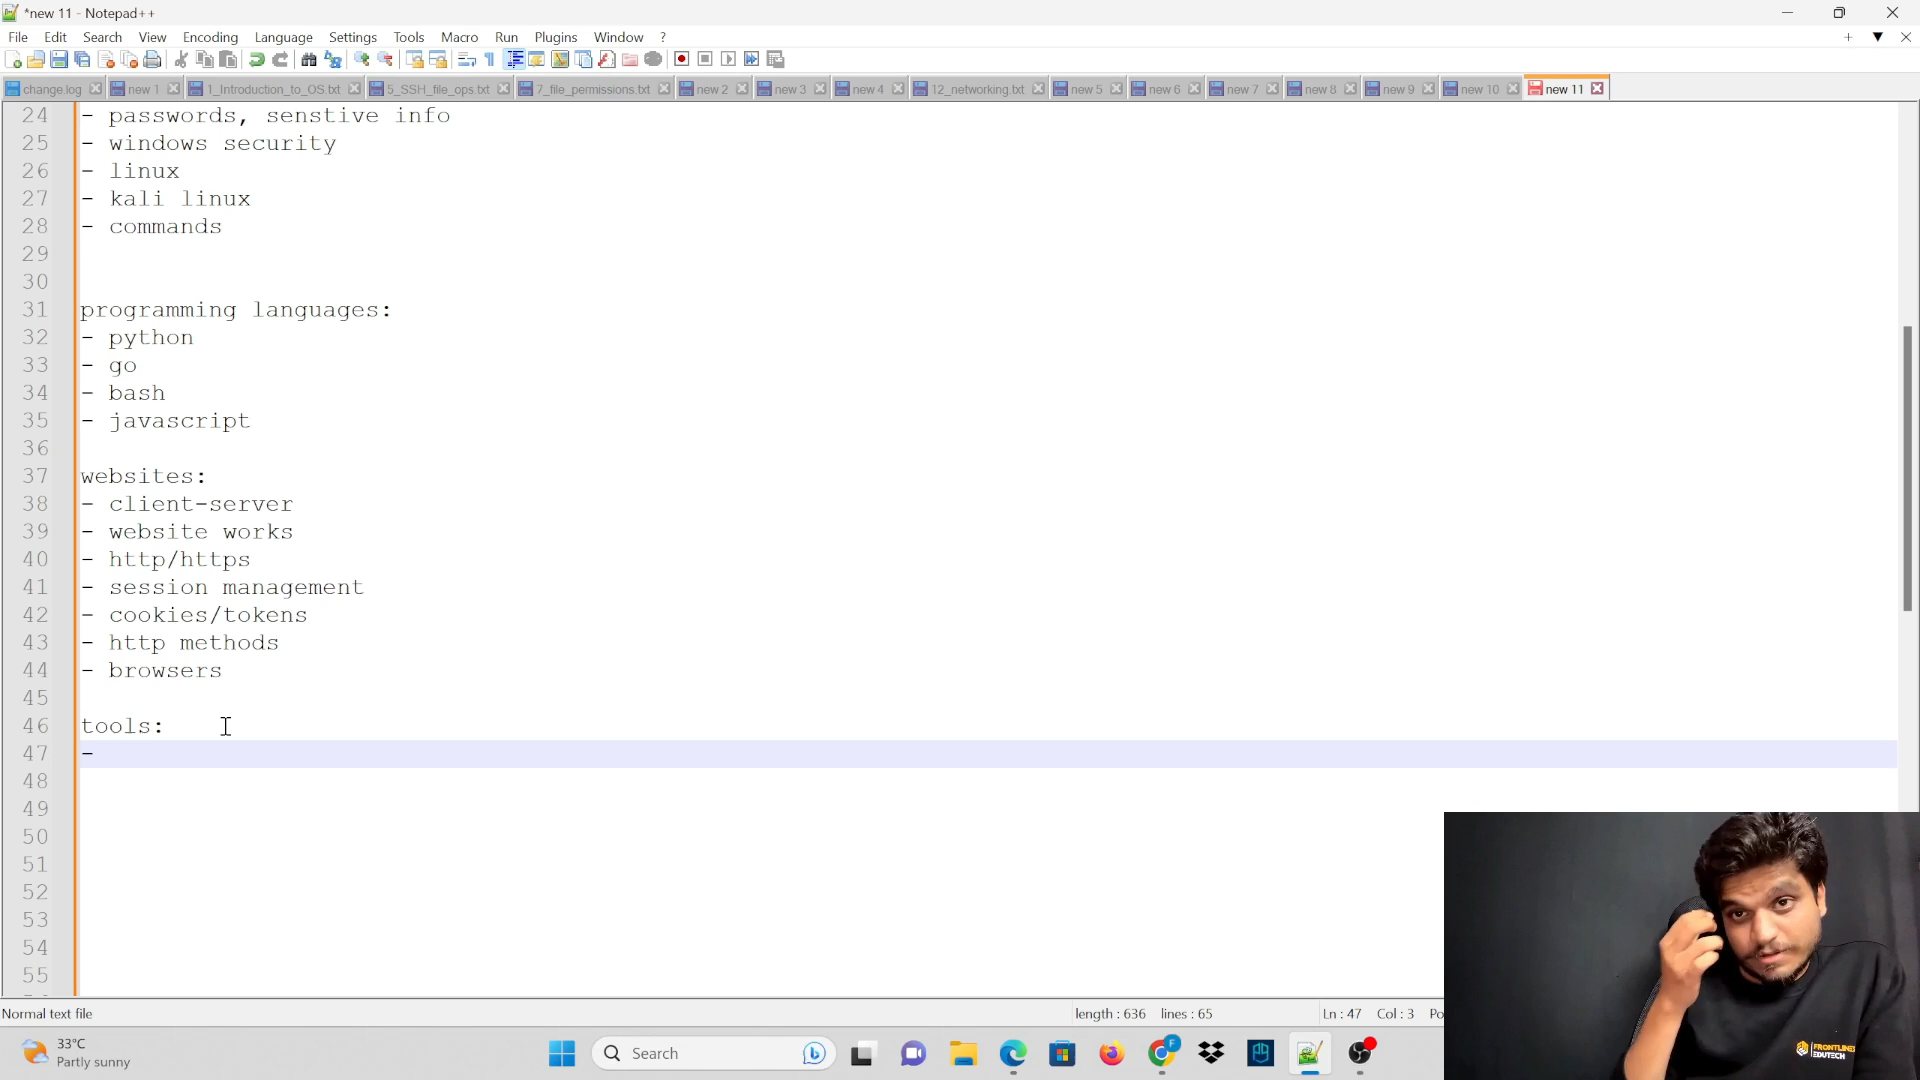 *new 11 - Notepad++
File Edit Search View Encoding Language Settings Tools Macro Run Plugins Window ?
change.log new 1 1_Introduction_to_OS.txt 5_SSH_file_ops.txt 7_file_permissions.txt new 2 new 3 new 4 12_networking.txt new 5 new 6 new 7 new 8 new 9 new 10 new 11
24 - passwords, senstive info
25 - windows security
26 - linux
27 - kali linux
28 - commands
29
30
31 programming languages:
32 - python
33 - go
34 - bash
35 - javascript
36
37 websites:
38 - client-server
39 - website works
40 - http/https
41 - session management
42 - cookies/tokens
43 - http methods
44 - browsers
45
46 tools:
47 -
48
49
50
51
52
53
54
55
FRONTLINES
EDUTECH
Normal text file length : 636 lines : 65 Ln : 47 Col : 3 Po
33°C
Partly sunny
Search